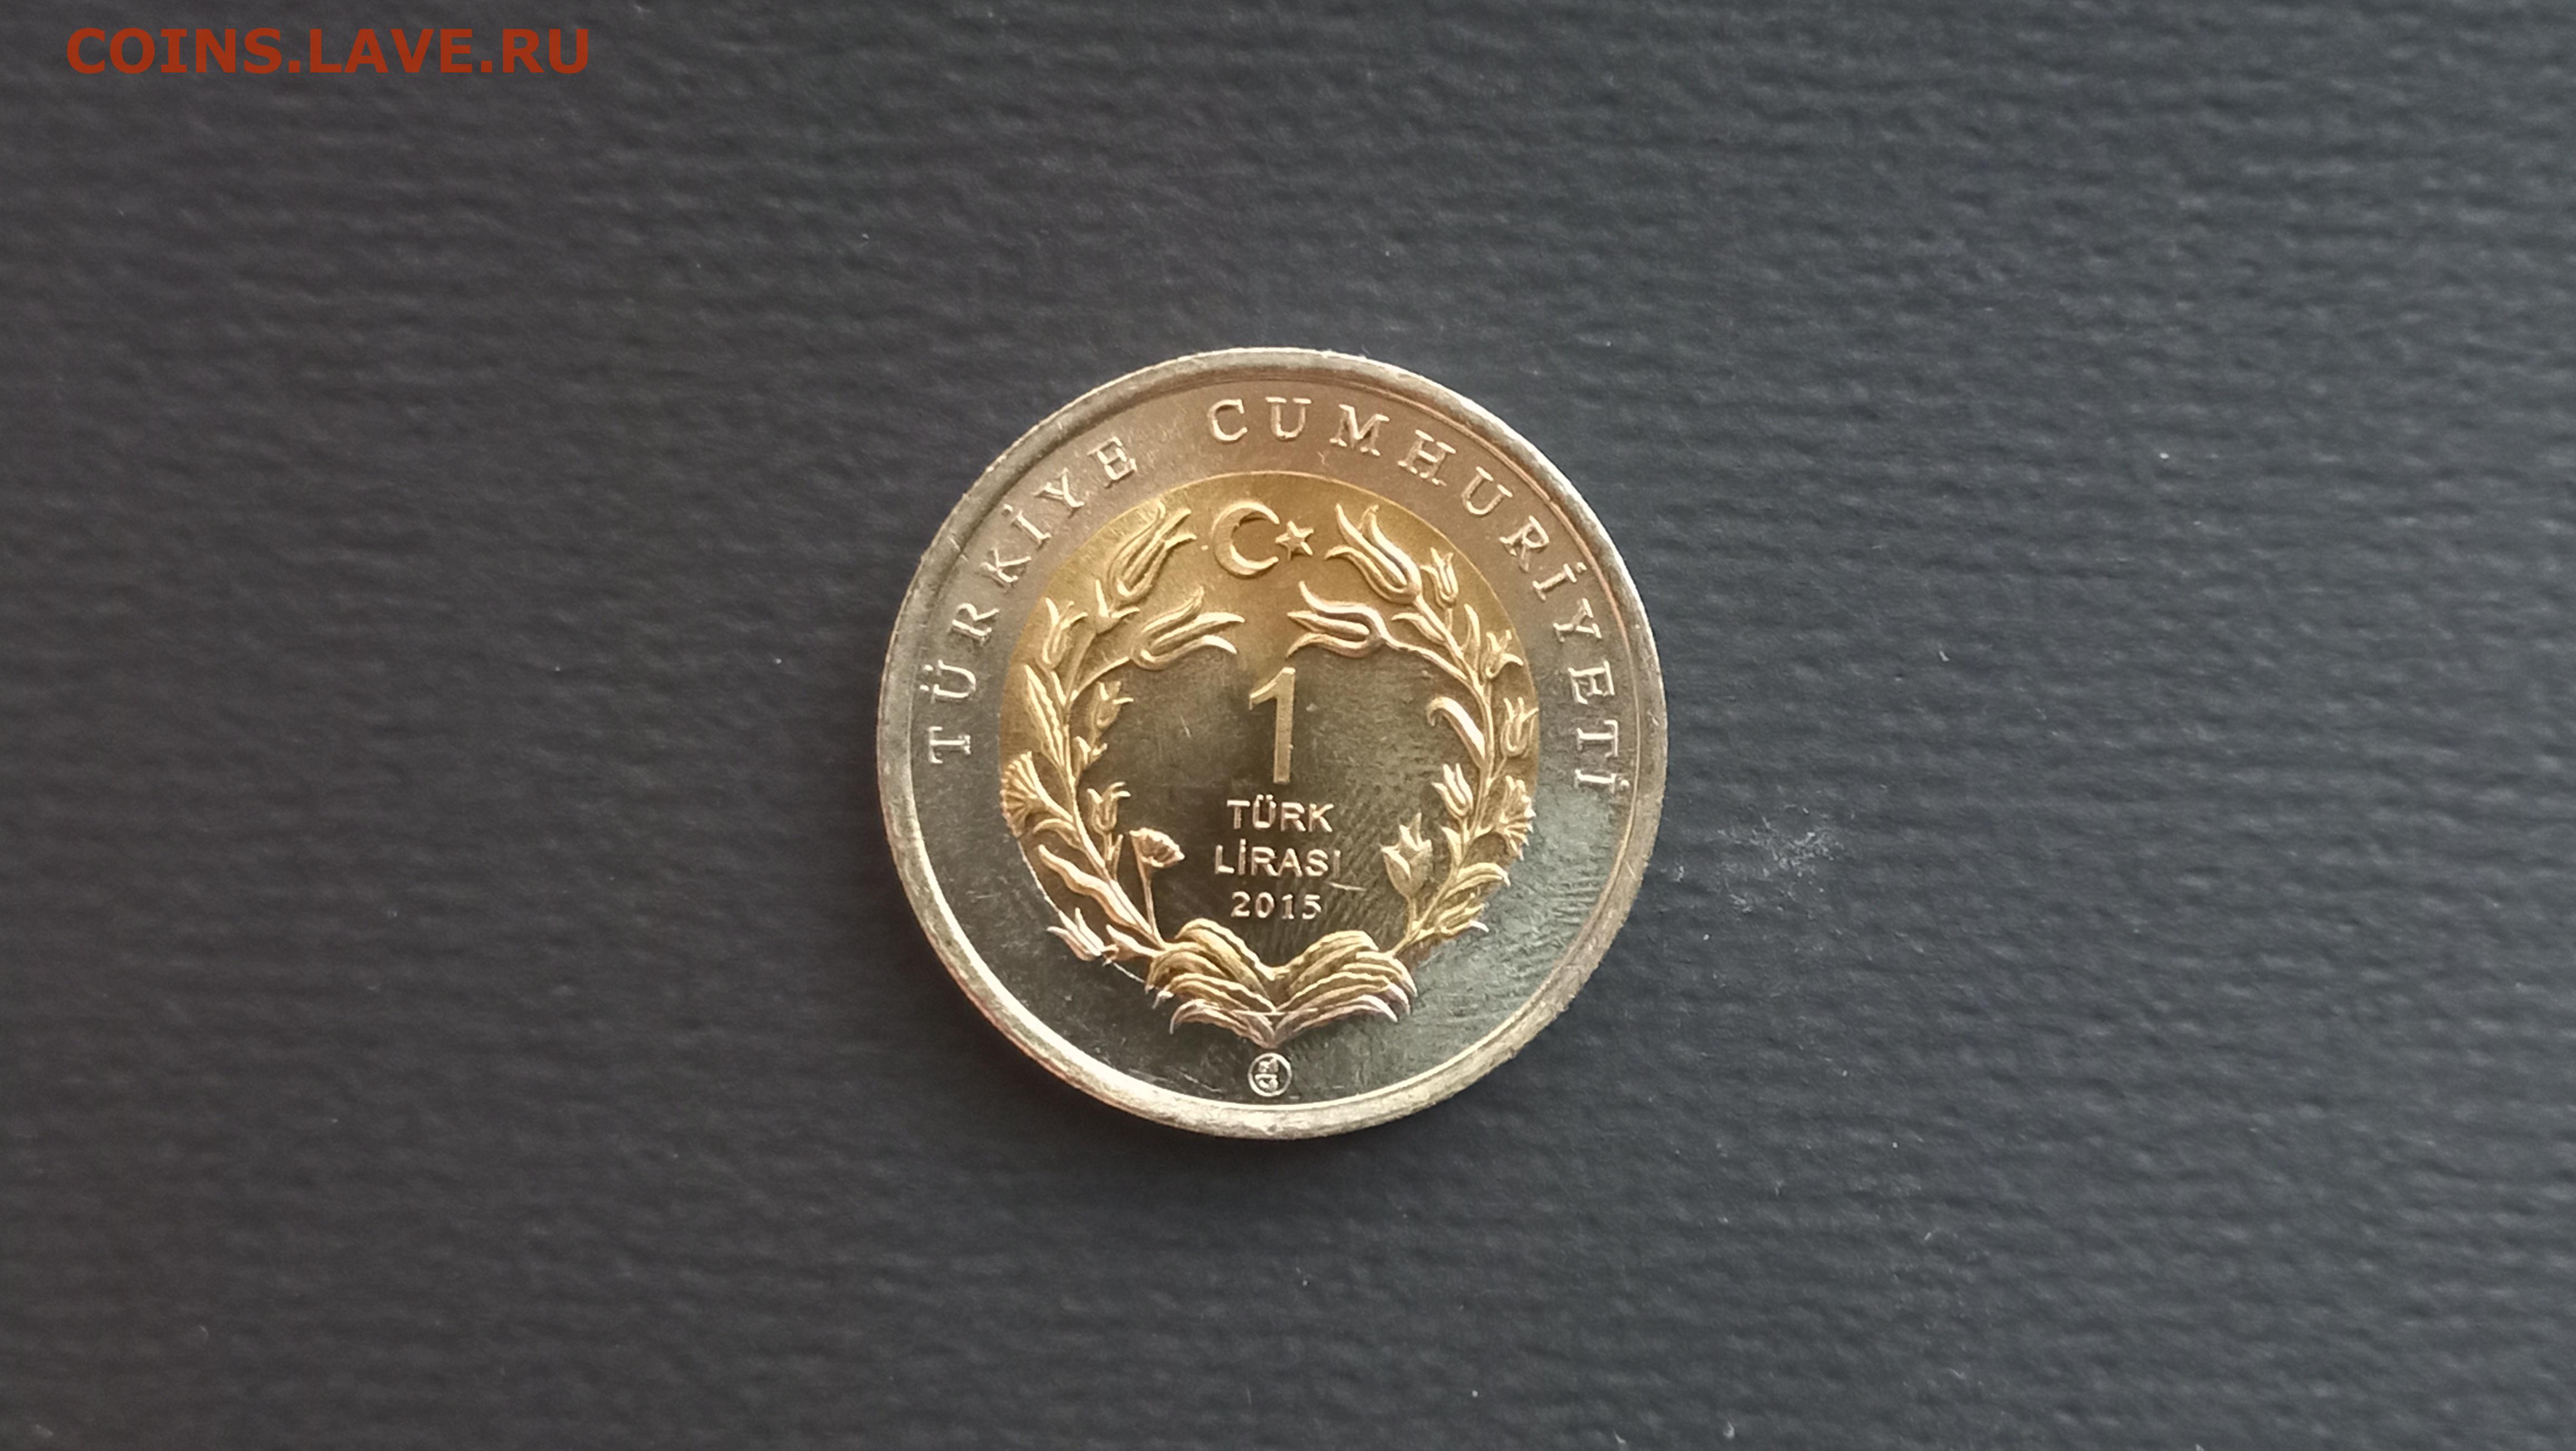 COINS.LAVE.RU
TÜRKİYE CUMHURİYETİ
1
TÜRK
LİRASI
2015